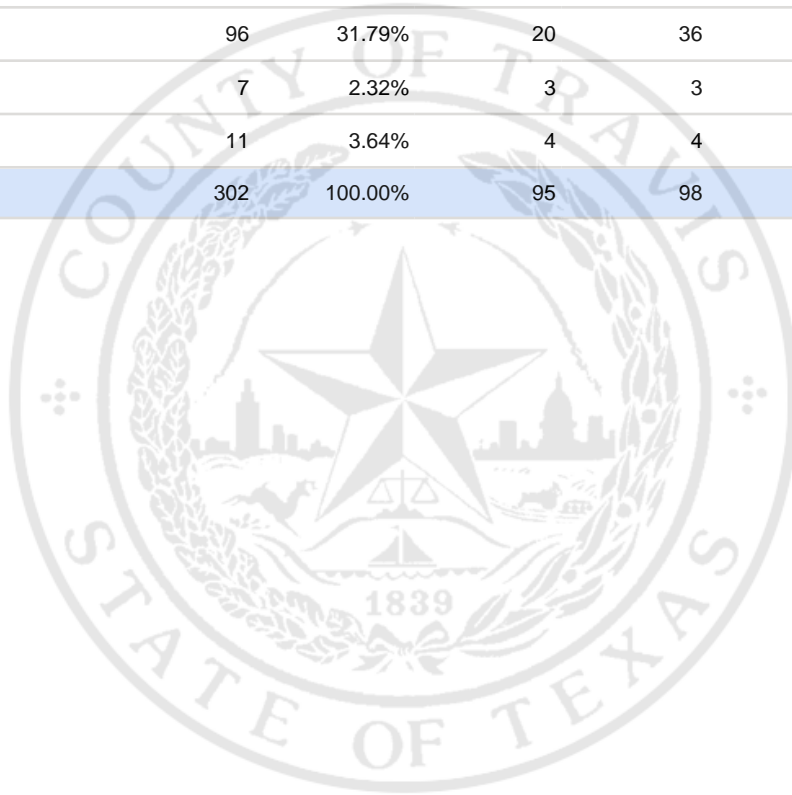 96 31.79% 20 36
7 2.32% 3 3
11 3.64% 4 4
302 100.00% 95 98
COUNTY OF TRAVIS
1839
STATE OF TEXAS